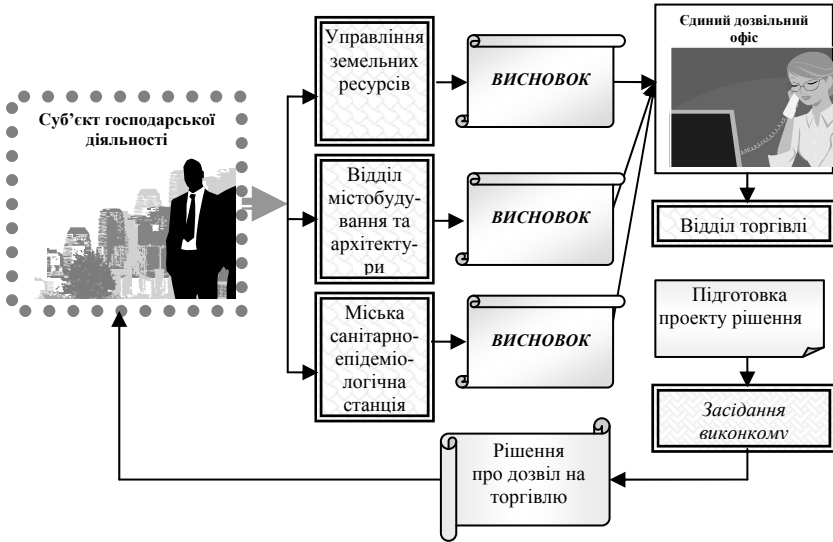 Суб’єкт господарської
діяльності
Управління
земельних
ресурсів
ВИСНОВОК
Єдиний дозвільний
офіс
Відділ
містобуду-
вання та
архітекту-
ри
ВИСНОВОК
Відділ торгівлі
Міська
санітарно-
епідеміо-
логічна
станція
ВИСНОВОК
Підготовка
проекту рішення
Засідання
виконкому
Рішення
про дозвіл на
торгівлю